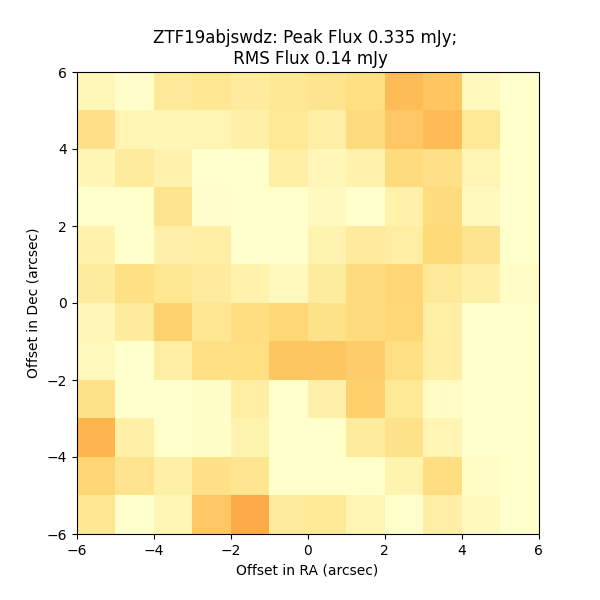 ZTF19abjswdz: Peak Flux 0.335 mJy;
RMS Flux 0.14 mJy
6
4
2
0
−2
−4
−6
Offset in Dec (arcsec)
−6 −4 −2 0 2 4 6
Offset in RA (arcsec)